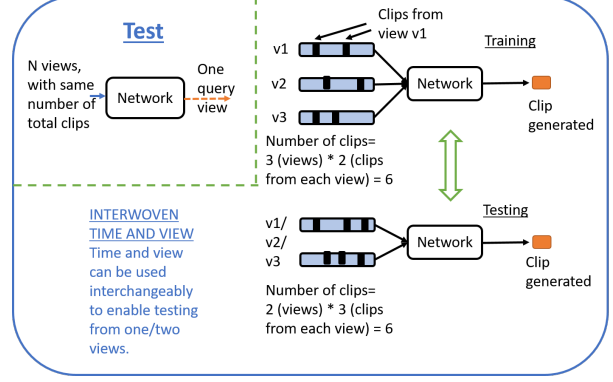 Test
N views,
with same
number of
total clips
Network
One
query
view
INTERWOVEN
TIME AND VIEW
Time and view
can be used
interchangeably
to enable testing
from one/two
views.
Clips from
view v1
Training
v1
v2
v3
Network
Clip
generated
Number of clips=
3 (views) * 2 (clips
from each view) = 6
Testing
v1/
v2/
v3
Network
Clip
generated
Number of clips=
2 (views) * 3 (clips
from each view) = 6